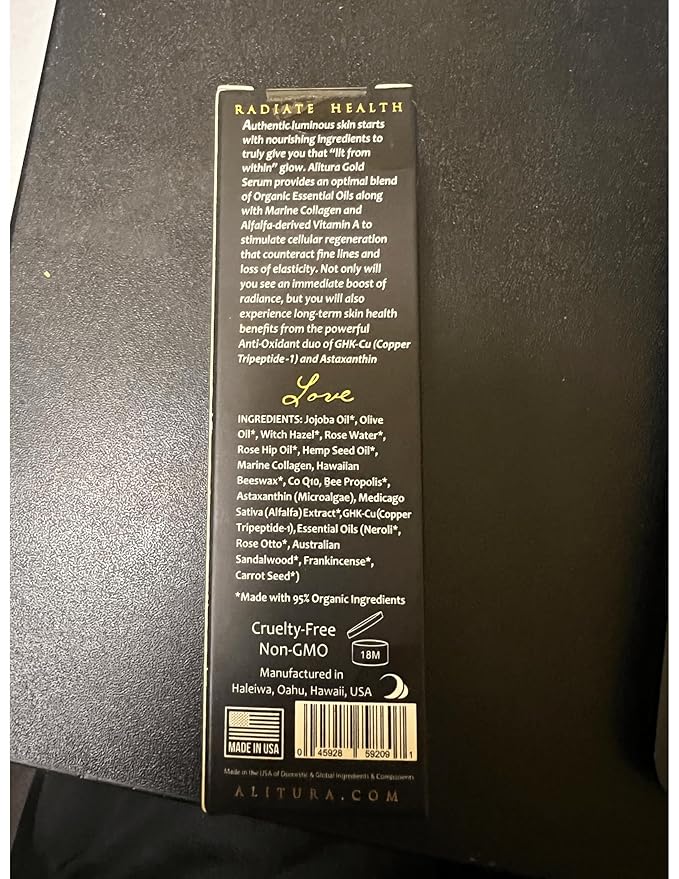 RADIATE HEALTH
Authentic luminous skin starts
with nourishing ingredients to
truly give you that "lit from
within" glow. Alitura Gold
Serum provides an optimal blend
of Organic Essential Oils along
with Marine Collagen and
Alfalfa-derived Vitamin A to
stimulate cellular regeneration
that counteract fine lines and
loss of elasticity. Not only will
you see an immediate boost of
radiance, but you will also
experience long-term skin health
benefits from the powerful
Anti-Oxidant duo of GHK-Cu (Copper
Tripeptide-1) and Astaxanthin
Love
INGREDIENTS: Jojoba Oil*, Olive
Oil*, Witch Hazel*, Rose Water*,
Rose Hip Oil*, Hemp Seed Oil*,
Marine Collagen, Hawaiian
Beeswax*, Co Q10, Bee Propolis*,
Astaxanthin (Microalgae), Medicago
Sativa (Alfalfa) Extract*, GHK-Cu(Copper
Tripeptide-1), Essential Oils (Neroli*,
Rose Otto*, Australian
Sandalwood*, Frankincense*,
Carrot Seed*)
*Made with 95% Organic Ingredients
Cruelty-Free
Non-GMO
18M
Manufactured in
Haleiwa, Oahu, Hawaii, USA
MADE IN USA
0 45928 59209 1
Made in the USA of Domestic & Global Ingredients & Components
ALITURA.COM